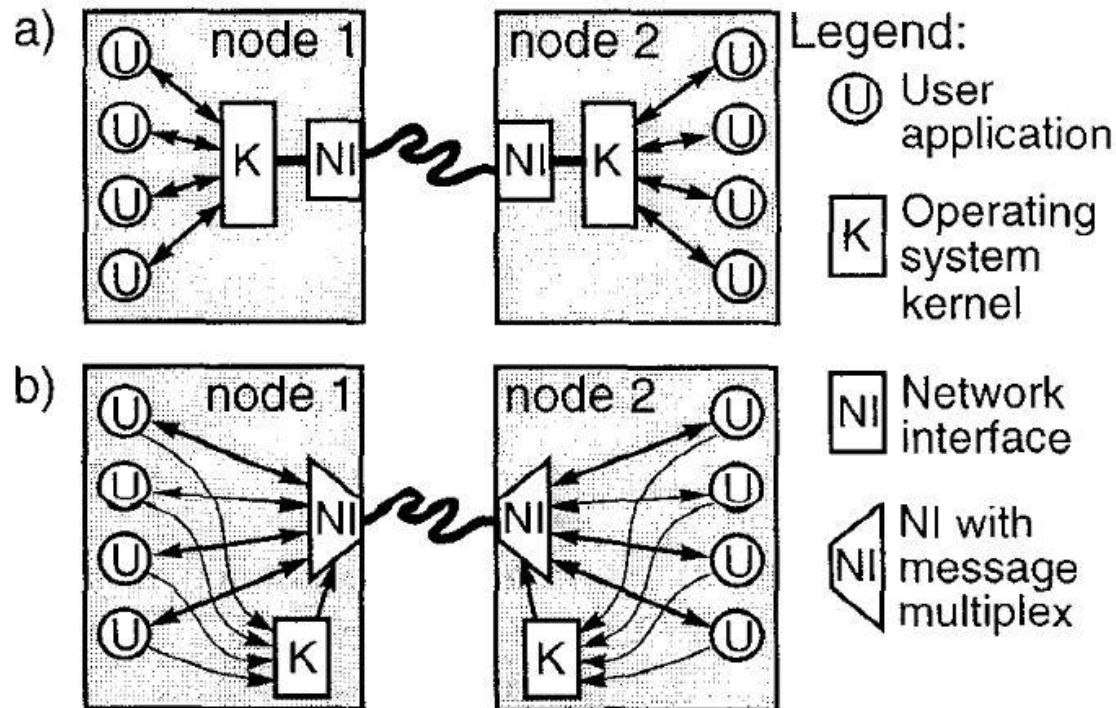 a)
node 1
node 2
U
U
U
U
K
NI
NI
K
U
U
U
U
Legend:
U User
application
K Operating
system
kernel
NI Network
interface
NI NI with
message
multiplex
b)
node 1
node 2
U
U
U
U
NI
K
NI
K
U
U
U
U